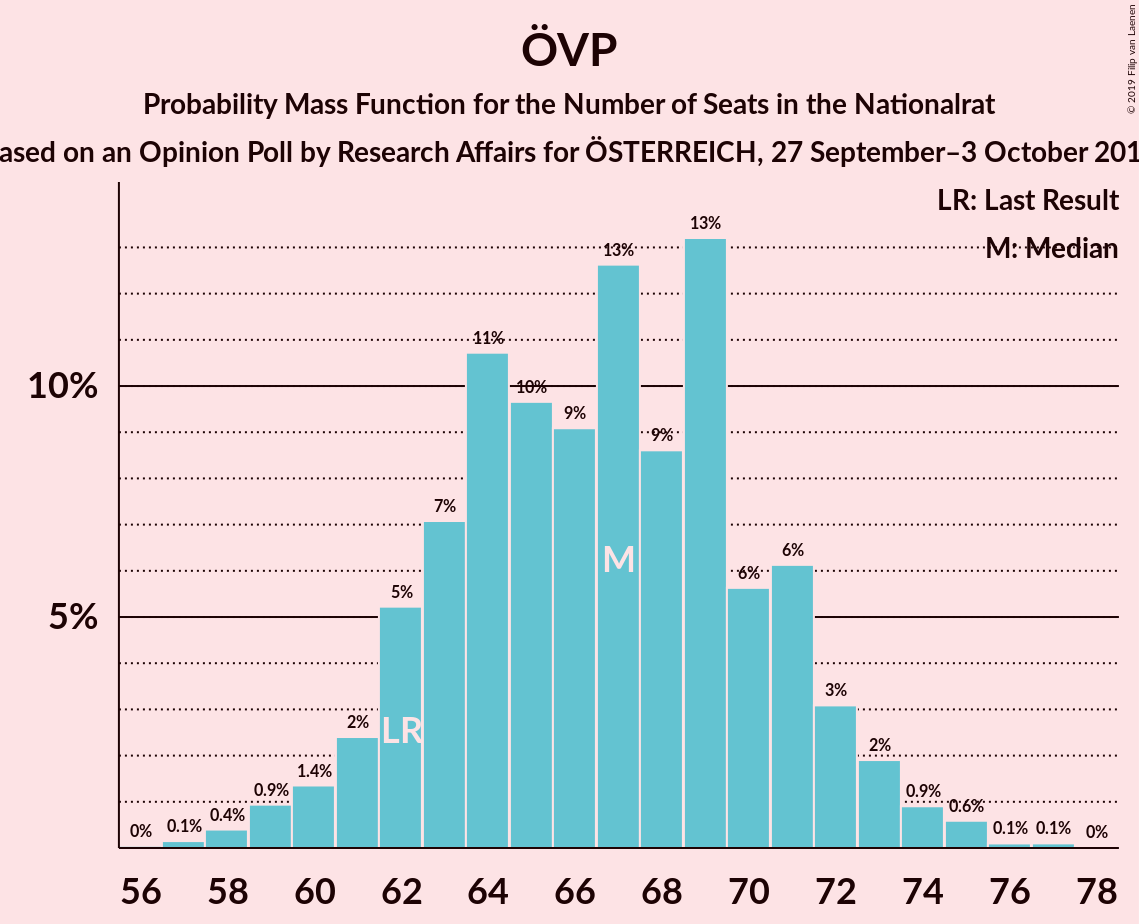 ÖVP
Probability Mass Function for the Number of Seats in the Nationalrat
ased on an Opinion Poll by Research Affairs for ÖSTERREICH, 27 September–3 October 201
© 2019 Filip van Laenen
LR: Last Result
M: Median
10%
5%
0%
0.1%
0.4%
0.9%
1.4%
2%
5%
7%
11%
10%
9%
13%
9%
13%
6%
6%
3%
2%
0.9%
0.6%
0.1%
0.1%
0%
LR
M
56 58 60 62 64 66 68 70 72 74 76 78